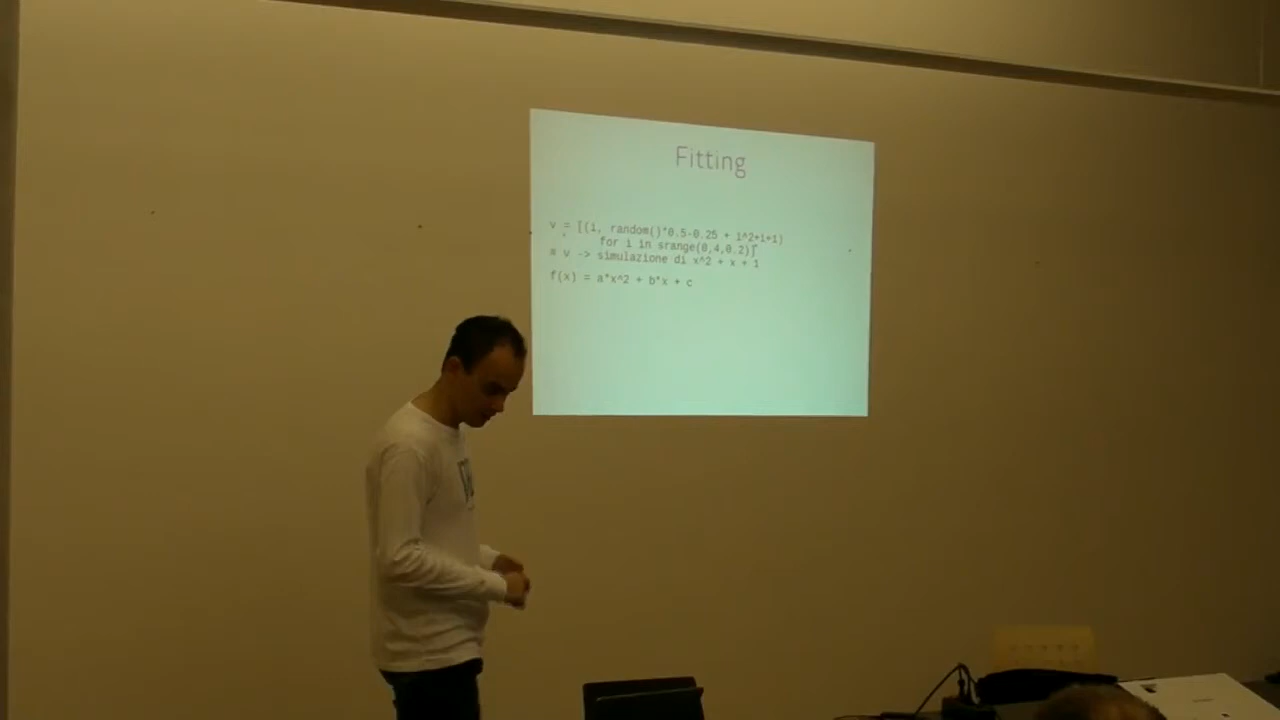 Fitting
v = [(i, random()*0.5-0.25 + i^2+i+1)
for i in srange(0,4,0.2)]
# v -> simulazione di x^2 + x + 1
f(x) = a*x^2 + b*x + c